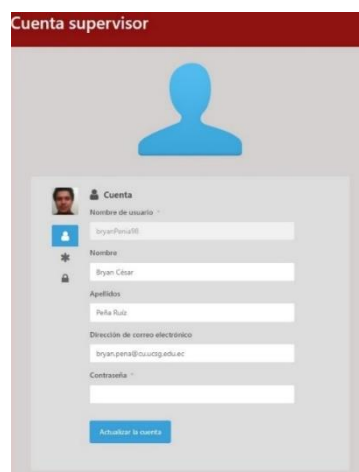 Cuenta supervisor
Cuenta
Nombre de usuario *
bryanPenia96
Nombre
Bryan César
Apellidos
Peña Ruiz
Dirección de correo electrónico
bryan.pena@cu.ucsg.edu.ec
Contraseña *
Actualizar la cuenta